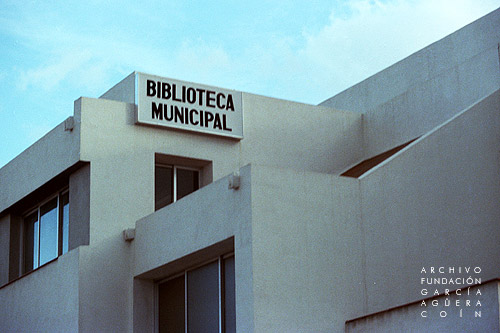 BIBLIOTECA
MUNICIPAL
ARCHIVO
FUNDACIÓN
GARCÍA
AGÜERA
COÍN